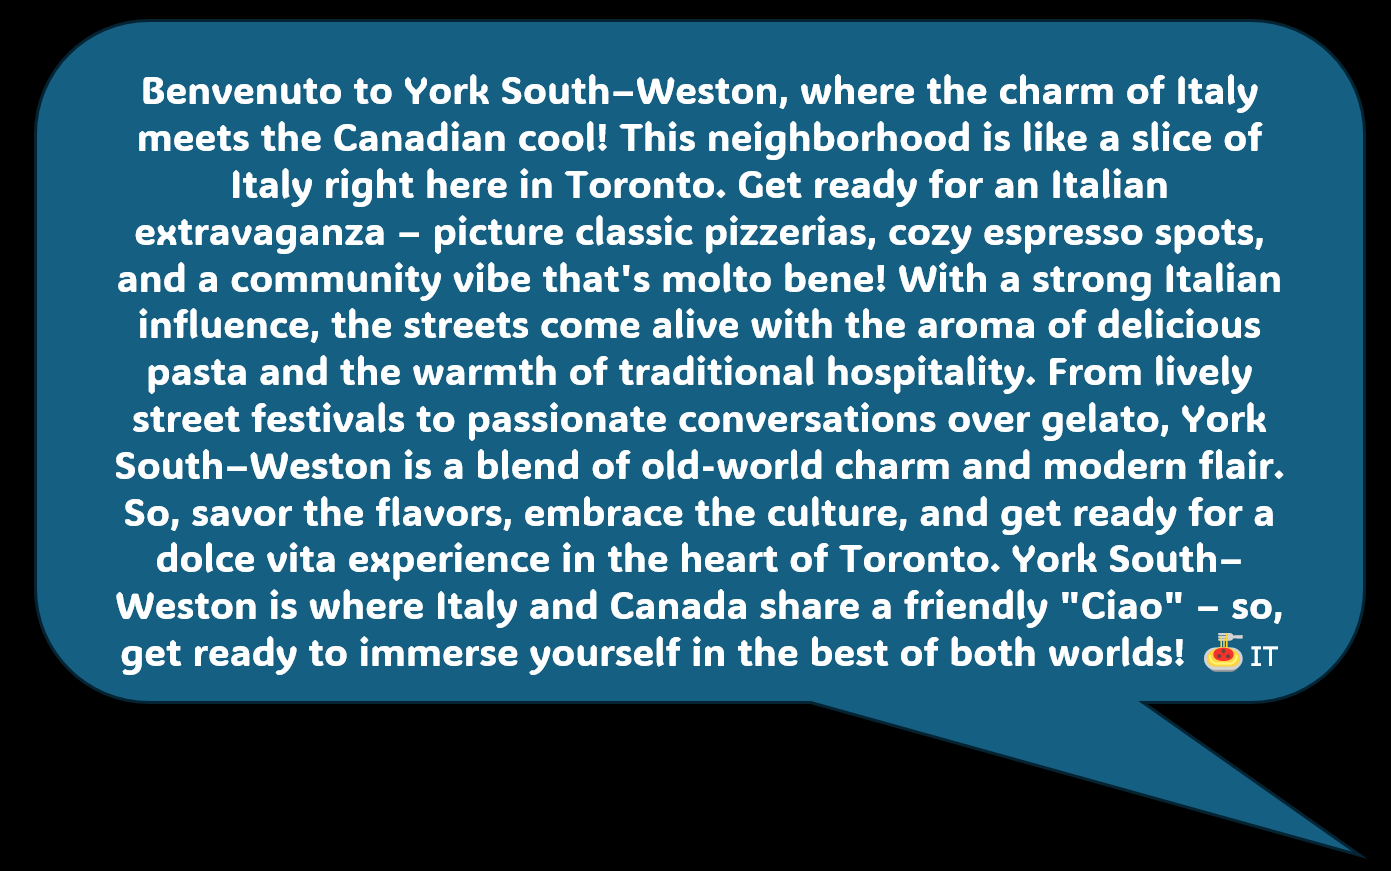 Benvenuto to York South–Weston, where the charm of Italy
meets the Canadian cool! This neighborhood is like a slice of
Italy right here in Toronto. Get ready for an Italian
extravaganza – picture classic pizzerias, cozy espresso spots,
and a community vibe that's molto bene! With a strong Italian
influence, the streets come alive with the aroma of delicious
pasta and the warmth of traditional hospitality. From lively
street festivals to passionate conversations over gelato, York
South–Weston is a blend of old-world charm and modern flair.
So, savor the flavors, embrace the culture, and get ready for a
dolce vita experience in the heart of Toronto. York South–
Weston is where Italy and Canada share a friendly "Ciao" – so,
get ready to immerse yourself in the best of both worlds! 🍝 IT